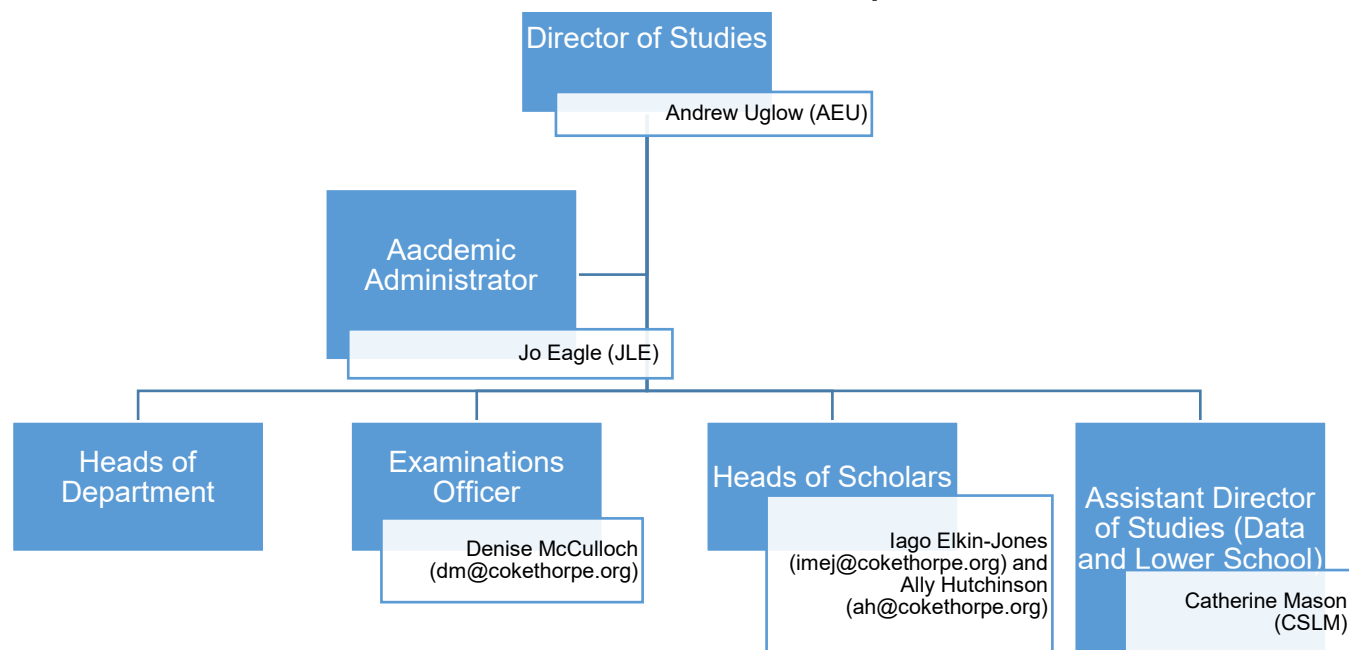 Director of Studies
Andrew Uglow (AEU)
Aacdemic
Administrator
Jo Eagle (JLE)
Heads of
Department
Examinations
Officer
Denise McCulloch
(dm@cokethorpe.org)
Heads of Scholars
Iago Elkin-Jones
(imej@cokethorpe.org) and
Ally Hutchinson
(ah@cokethorpe.org)
Assistant Director
of Studies (Data
and Lower School)
Catherine Mason
(CSLM)